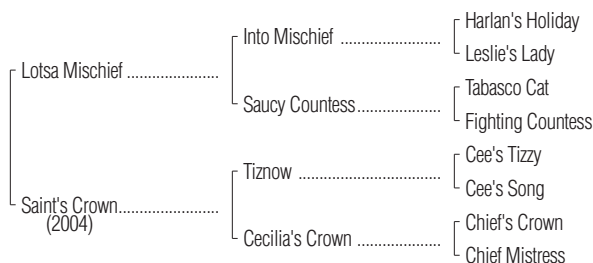 Harlan's Holiday
Into Mischief ........................
Leslie's Lady
Lotsa Mischief ......................
Tabasco Cat
Saucy Countess....................
Fighting Countess
Cee's Tizzy
Tiznow ..................................
Cee's Song
Saint's Crown........................
(2004)
Chief's Crown
Cecilia's Crown ....................
Chief Mistress